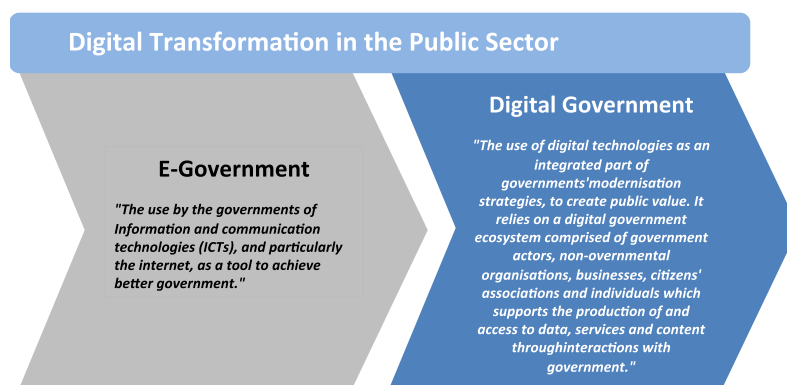 Digital Transformation in the Public Sector
E-Government
"The use by the governments of
Information and communication
technologies (ICTs), and particularly
the internet, as a tool to achieve
better government."
Digital Government
"The use of digital technologies as an
integrated part of
governments'modernisation
strategies, to create public value. It
relies on a digital government
ecosystem comprised of government
actors, non-overnmental
organisations, businesses, citizens'
associations and individuals which
supports the production of and
access to data, services and content
throughinteractions with
government."